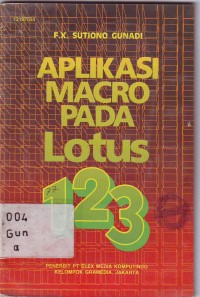 F.X. SUTIONO GUNADI
APLIKASI
MACRO
PADA
Lotus
123
004
Gun
a
PENERBIT PT ELEX MEDIA KOMPUTINDO
KELOMPOK GRAMEDIA JAKARTA